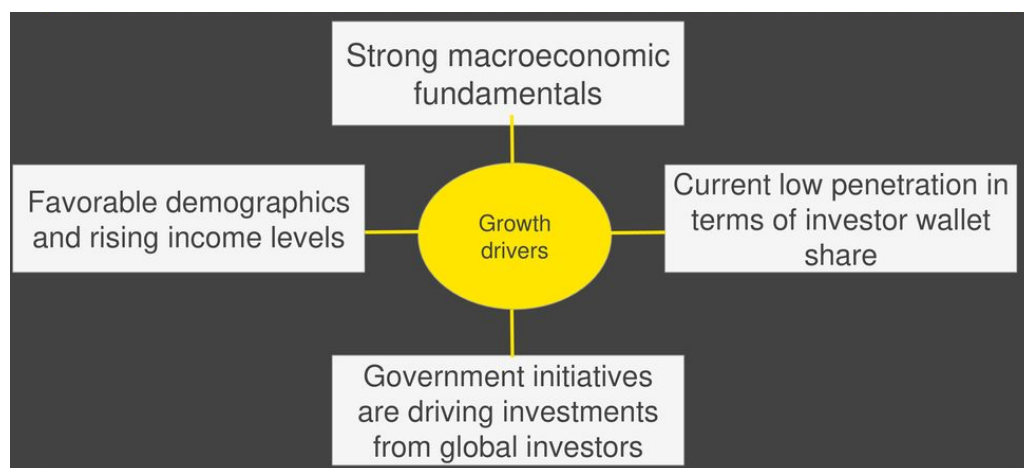 Strong macroeconomic
fundamentals
Favorable demographics
and rising income levels
Growth
drivers
Current low penetration in
terms of investor wallet
share
Government initiatives
are driving investments
from global investors